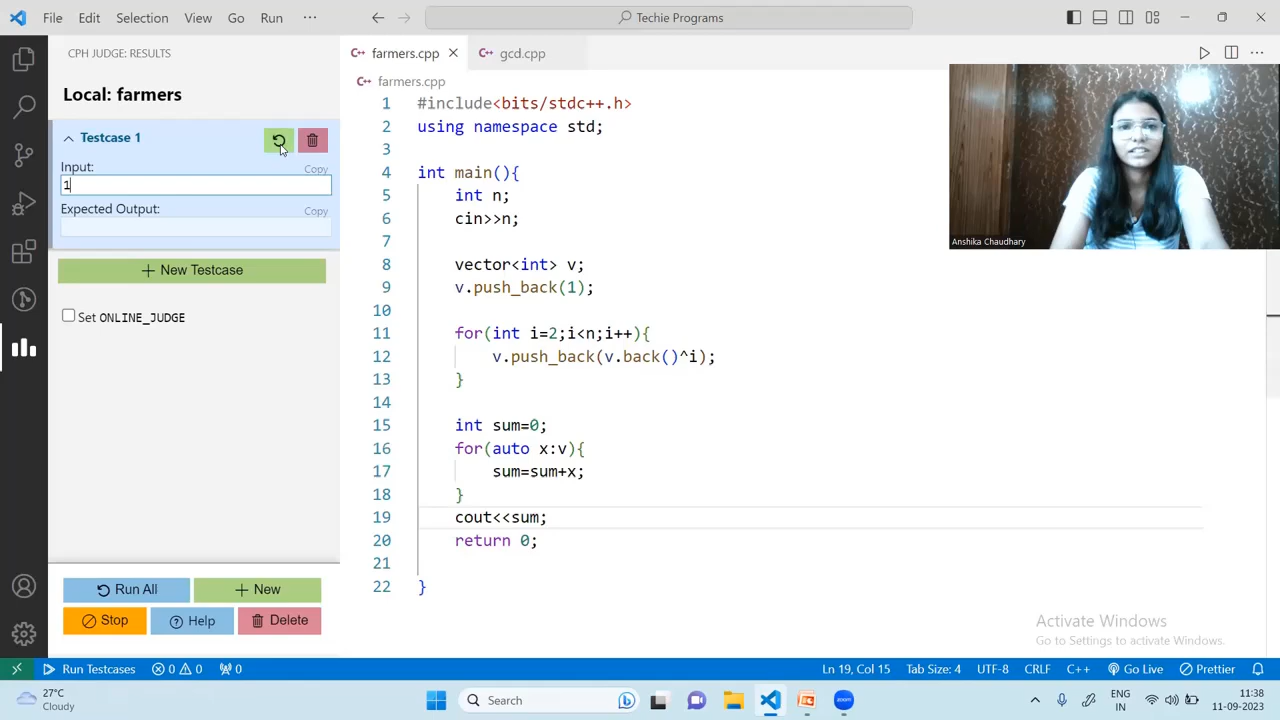 File Edit Selection View Go Run ··· Techie Programs
CPH JUDGE: RESULTS
Local: farmers
Testcase 1
Input: Copy
1
Expected Output: Copy
+ New Testcase
Set ONLINE_JUDGE
Run All + New
Stop Help Delete
farmers.cpp gcd.cpp
farmers.cpp
1 #include<bits/stdc++.h>
2 using namespace std;
3
4 int main(){
5 int n;
6 cin>>n;
7
8 vector<int> v;
9 v.push_back(1);
10
11 for(int i=2;i<n;i++){
12 v.push_back(v.back()^i);
13 }
14
15 int sum=0;
16 for(auto x:v){
17 sum=sum+x;
18 }
19 cout<<sum;
20 return 0;
21
22 }
Anshika Chaudhary
Activate Windows
Go to Settings to activate Windows.
Run Testcases 0 0 0 Ln 19, Col 15 Tab Size: 4 UTF-8 CRLF C++ Go Live Prettier
27°C
Cloudy
Search
zoom
ENG
IN
11:38
11-09-2023